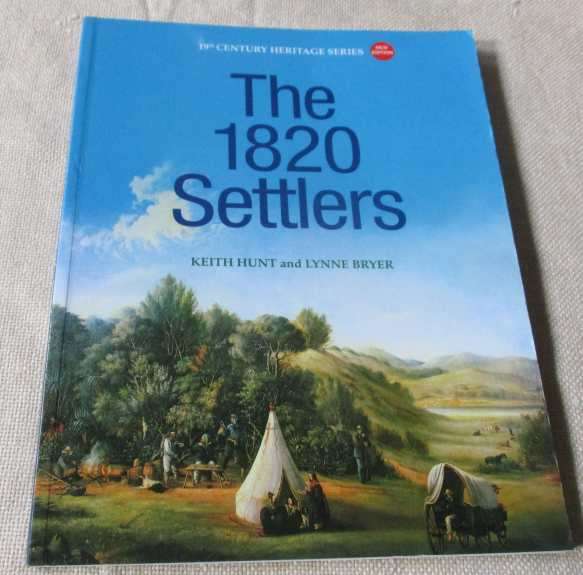 19th CENTURY HERITAGE SERIES
NEW
EDITION
The
1820
Settlers
KEITH HUNT and LYNNE BRYER